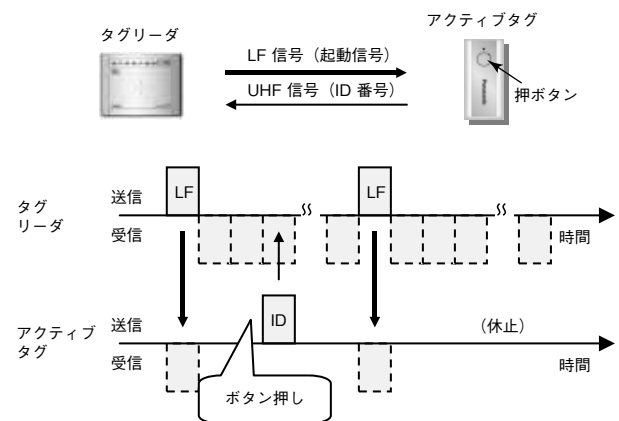 アクティブタグ
タグリーダ
LF 信号（起動信号）
UHF 信号（ID 番号）
Panasonic
押ボタン
LF
LF
送信
タグ
リーダ
受信
時間
ID
送信
（休止）
アクティブ
タグ
受信
時間
ボタン押し